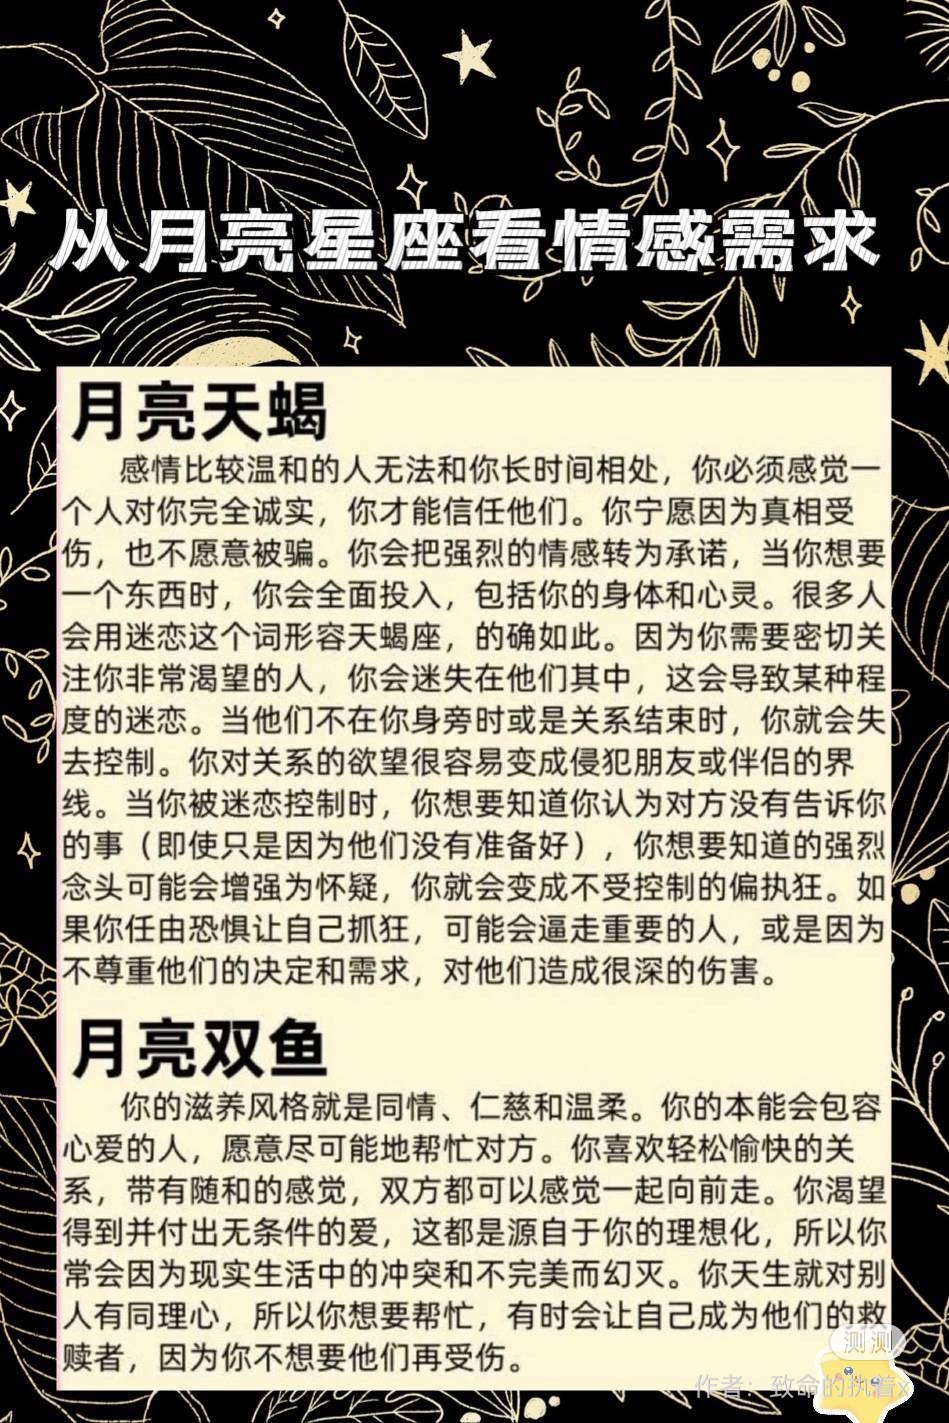 从月亮星座看情感需求
月亮天蝎
感情比较温和的人无法和你长时间相处，你必须感觉一
个人对你完全诚实，你才能信任他们。你宁愿因为真相受
伤，也不愿意被骗。你会把强烈的情感转为承诺，当你想要
一个东西时，你会全面投入，包括你的身体和心灵。很多人
会用迷恋这个词形容天蝎座，的确如此。因为你需要密切关
注你非常渴望的人，你会迷失在他们其中，这会导致某种程
度的迷恋。当他们不在你身旁时或是关系结束时，你就会失
去控制。你对关系的欲望很容易变成侵犯朋友或伴侣的界
线。当你被迷恋控制时，你想要知道你认为对方没有告诉你
的事（即使只是因为他们没有准备好），你想要知道的强烈
念头可能会增强为怀疑，你就会变成不受控制的偏执狂。如
果你任由恐惧让自己抓狂，可能会逼走重要的人，或是因为
不尊重他们的决定和需求，对他们造成很深的伤害。
月亮双鱼
你的滋养风格就是同情、仁慈和温柔。你的本能会包容
心爱的人，愿意尽可能地帮忙对方。你喜欢轻松愉快的关
系，带有随和的感觉，双方都可以感觉一起向前走。你渴望
得到并付出无条件的爱，这都是源自于你的理想化，所以你
常会因为现实生活中的冲突和不完美而幻灭。你天生就对别
人有同理心，所以你想要帮忙，有时会让自己成为他们的救
赎者，因为你不想要他们再受伤。
测测
作者：致命的执着x